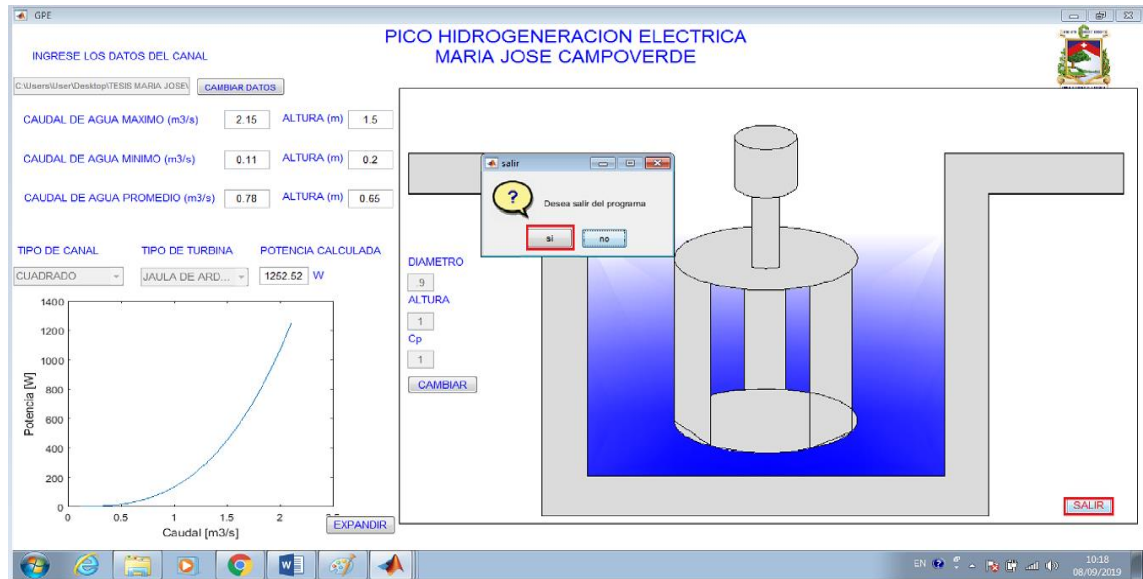 GPE
PICO HIDROGENERACION ELECTRICA
MARIA JOSE CAMPOVERDE
INGRESE LOS DATOS DEL CANAL
C:\Users\User\Desktop\TESIS MARIA JOSE\ CAMBIAR DATOS
CAUDAL DE AGUA MAXIMO (m3/s) 2.15 ALTURA (m) 1.5
CAUDAL DE AGUA MINIMO (m3/s) 0.11 ALTURA (m) 0.2
CAUDAL DE AGUA PROMEDIO (m3/s) 0.78 ALTURA (m) 0.65
TIPO DE CANAL TIPO DE TURBINA POTENCIA CALCULADA
CUADRADO JAULA DE ARD... 1252.52 W
1400
1200
1000
800
600
400
200
0
Potencia [W]
0 0.5 1 1.5 2
Caudal [m3/s]
EXPANDIR
DIAMETRO
.9
ALTURA
1
Cp
1
CAMBIAR
salir
?
Desea salir del programa
si no
SALIR
EN
10:18
08/09/2019